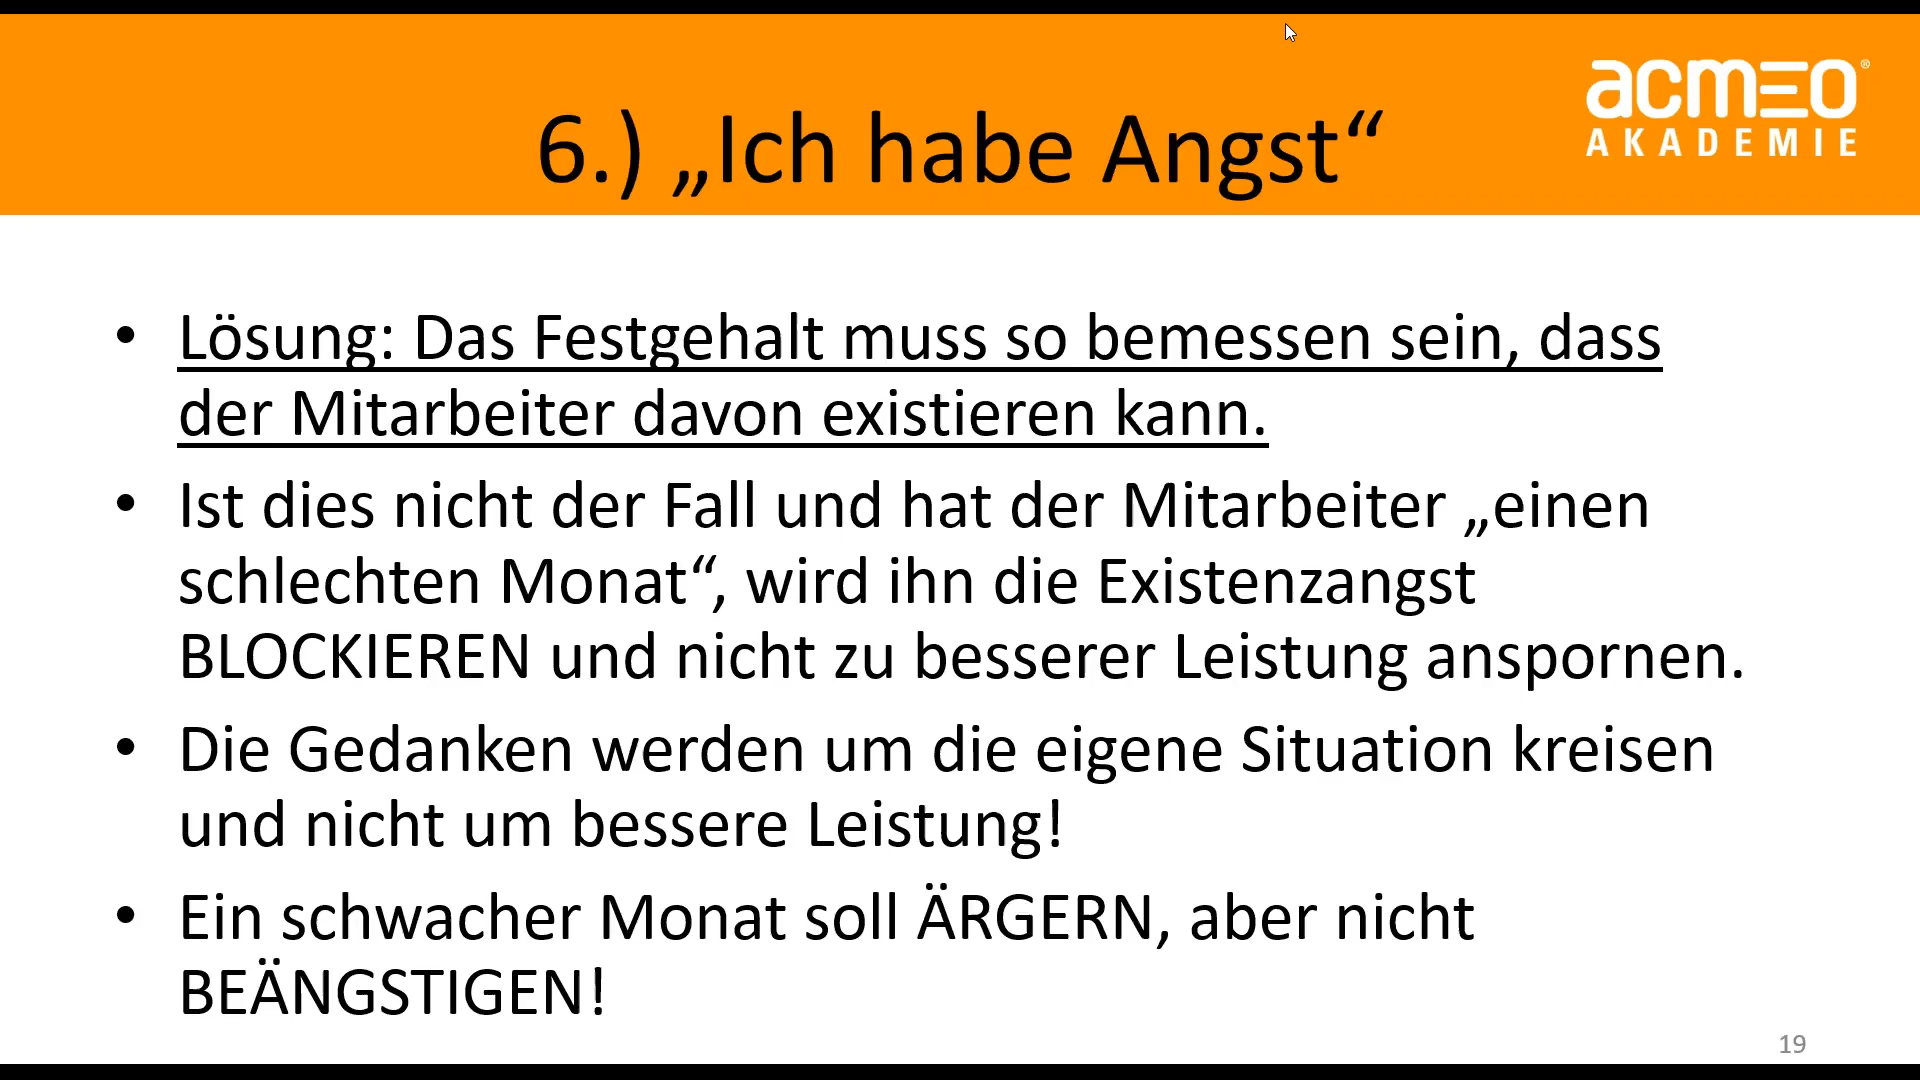 acmeo®
AKADEMIE
6.) „Ich habe Angst“
• Lösung: Das Festgehalt muss so bemessen sein, dass
der Mitarbeiter davon existieren kann.
• Ist dies nicht der Fall und hat der Mitarbeiter „einen
schlechten Monat“, wird ihn die Existenzangst
BLOCKIEREN und nicht zu besserer Leistung anspornen.
• Die Gedanken werden um die eigene Situation kreisen
und nicht um bessere Leistung!
• Ein schwacher Monat soll ÄRGERN, aber nicht
BEÄNGSTIGEN!
19